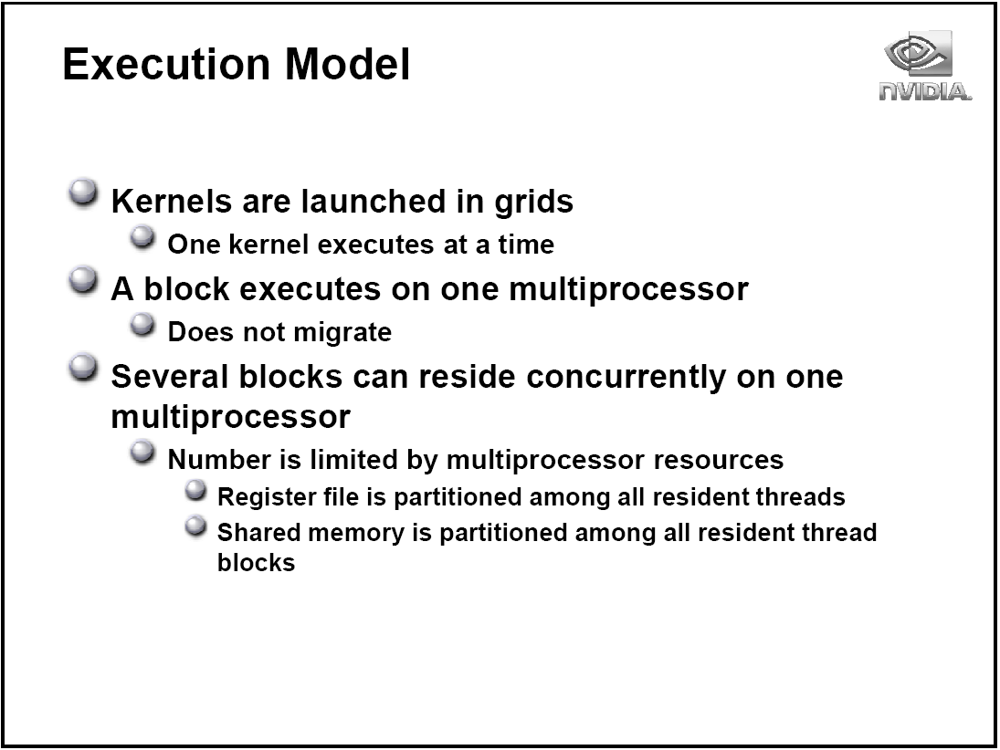 Execution Model
NVIDIA.
Kernels are launched in grids
One kernel executes at a time
A block executes on one multiprocessor
Does not migrate
Several blocks can reside concurrently on one
multiprocessor
Number is limited by multiprocessor resources
Register file is partitioned among all resident threads
Shared memory is partitioned among all resident thread
blocks